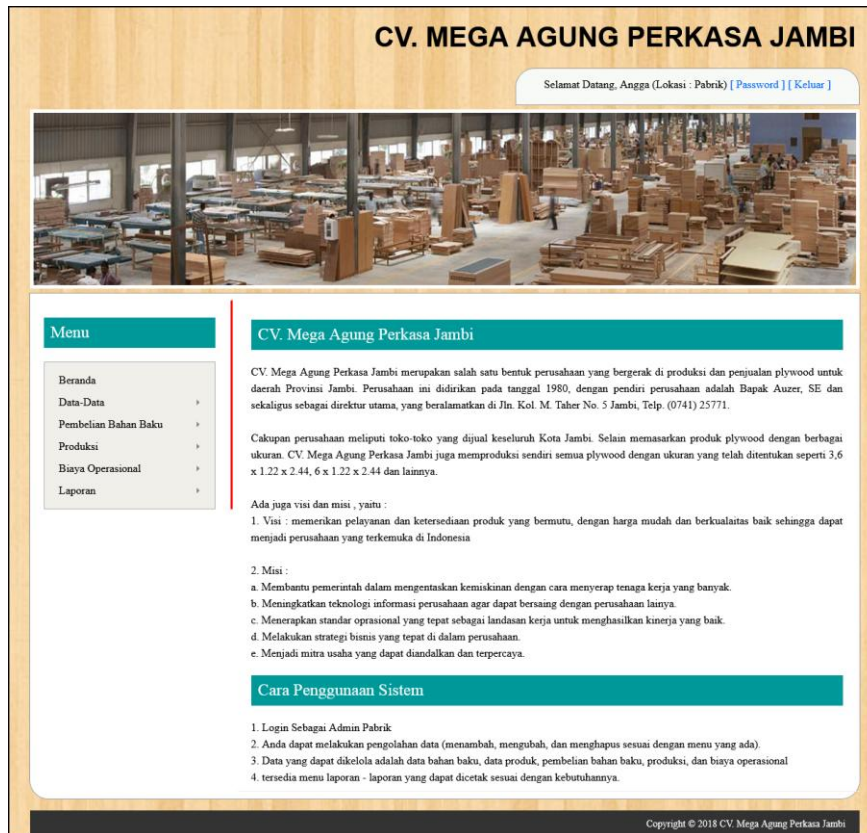 CV. MEGA AGUNG PERKASA JAMBI
Selamat Datang, Angga (Lokasi : Pabrik) [ Password ] [ Keluar ]
Menu
Beranda
Data-Data
Pembelian Bahan Baku
Produksi
Biaya Operasional
Laporan
CV. Mega Agung Perkasa Jambi
CV. Mega Agung Perkasa Jambi merupakan salah satu bentuk perusahaan yang bergerak di produksi dan penjualan plywood untuk
daerah Provinsi Jambi. Perusahaan ini didirikan pada tanggal 1980, dengan pendiri perusahaan adalah Bapak Auzer, SE dan
sekaligus sebagai direktur utama, yang beralamatkan di Jln. Kol. M. Taher No. 5 Jambi, Telp. (0741) 25771.
Cakupan perusahaan meliputi toko-toko yang dijual keseluruh Kota Jambi. Selain memasarkan produk plywood dengan berbagai
ukuran. CV. Mega Agung Perkasa Jambi juga memproduksi sendiri semua plywood dengan ukuran yang telah ditentukan seperti 3,6
x 1.22 x 2.44, 6 x 1.22 x 2.44 dan lainnya.
Ada juga visi dan misi , yaitu :
1. Visi : memerikan pelayanan dan ketersediaan produk yang bermutu, dengan harga mudah dan berkualaitas baik sehingga dapat
menjadi perusahaan yang terkemuka di Indonesia
2. Misi :
a. Membantu pemerintah dalam mengentaskan kemiskinan dengan cara menyerap tenaga kerja yang banyak.
b. Meningkatkan teknologi informasi perusahaan agar dapat bersaing dengan perusahaan lainya.
c. Menerapkan standar oprasional yang tepat sebagai landasan kerja untuk menghasilkan kinerja yang baik.
d. Melakukan strategi bisnis yang tepat di dalam perusahaan.
e. Menjadi mitra usaha yang dapat diandalkan dan terpercaya.
Cara Penggunaan Sistem
1. Login Sebagai Admin Pabrik
2. Anda dapat melakukan pengolahan data (menambah, mengubah, dan menghapus sesuai dengan menu yang ada).
3. Data yang dapat dikelola adalah data bahan baku, data produk, pembelian bahan baku, produksi, dan biaya operasional
4. tersedia menu laporan - laporan yang dapat dicetak sesuai dengan kebutuhannya.
Copyright © 2018 CV. Mega Agung Perkasa Jambi